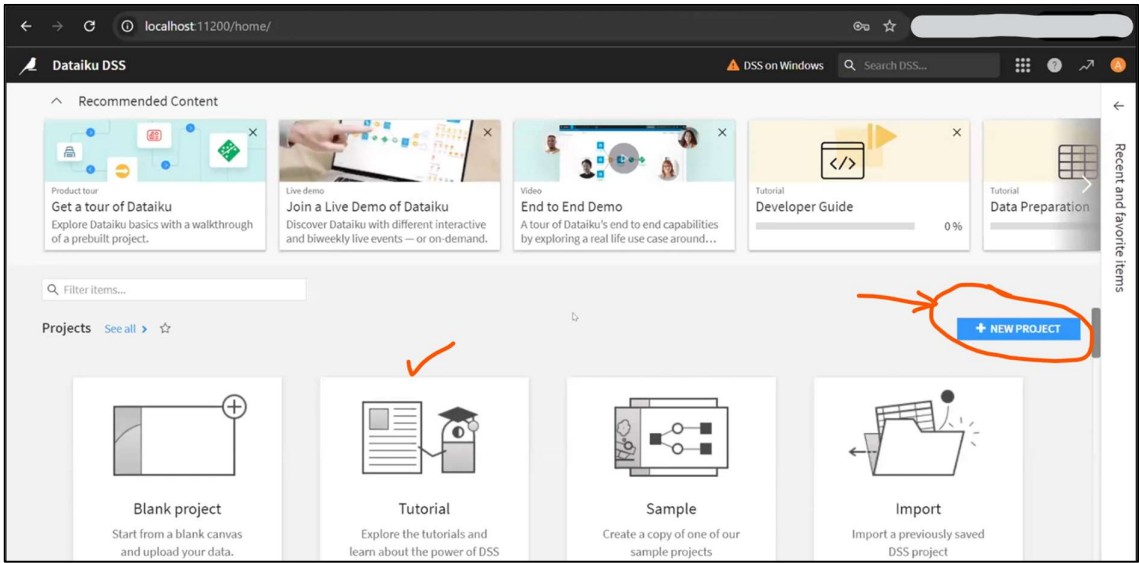 localhost:11200/home/
Dataiku DSS
DSS on Windows
Search DSS...
?
A
Recommended Content
Product tour
Get a tour of Dataiku
Explore Dataiku basics with a walkthrough
of a prebuilt project.
Live demo
Join a Live Demo of Dataiku
Discover Dataiku with different interactive
and biweekly live events — or on-demand.
Video
End to End Demo
A tour of Dataiku's end to end capabilities
by exploring a real life use case around...
</>
Tutorial
Developer Guide
0 %
Tutorial
Data Preparation
Recent and favorite items
Filter items...
Projects See all >
+ NEW PROJECT
Blank project
Start from a blank canvas
and upload your data.
Tutorial
Explore the tutorials and
learn about the power of DSS
Sample
Create a copy of one of our
sample projects
Import
Import a previously saved
DSS project